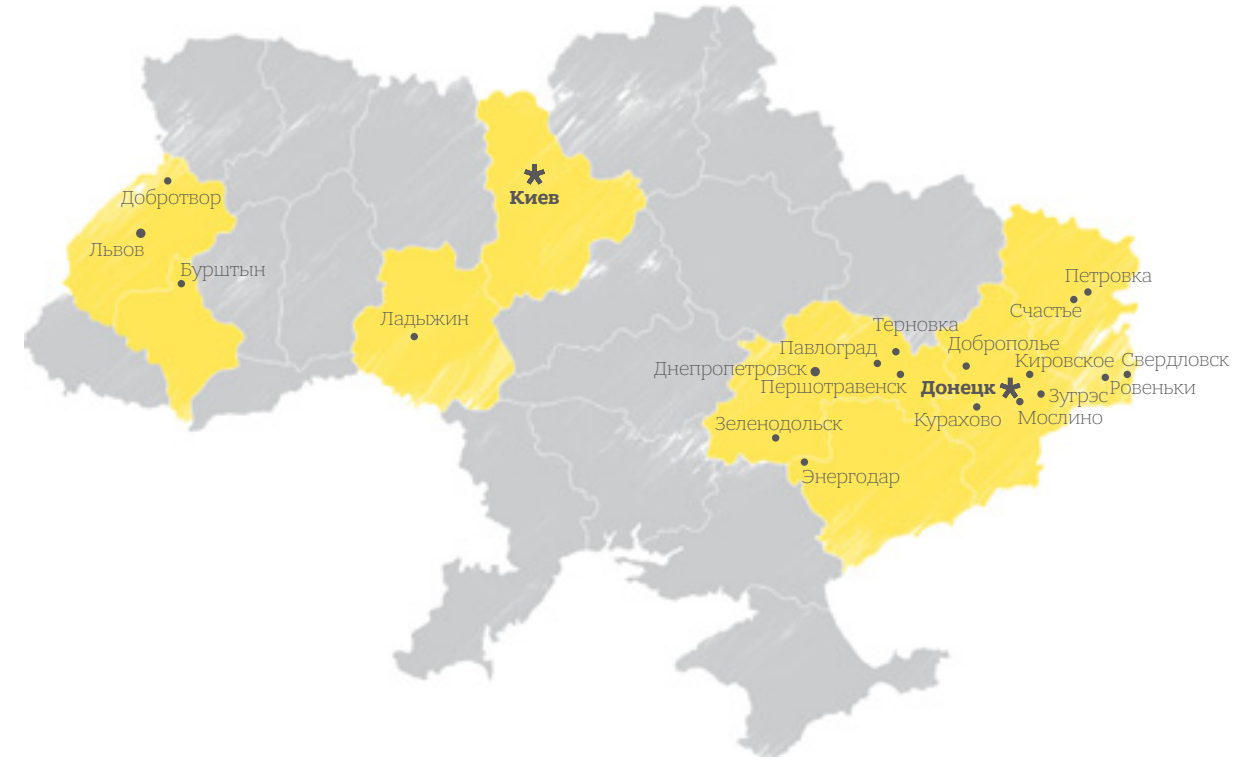 Добротвор
Киев
Львов
Бурштын
Петровка
Счастье
Ладыжин
Терновка
Павлоград
Доброполье
Днепропетровск
Кировское
Свердловск
Першотравенск
Донецк
Зугрэс
Ровеньки
Курахово
Мослино
Зеленодольск
Энергодар